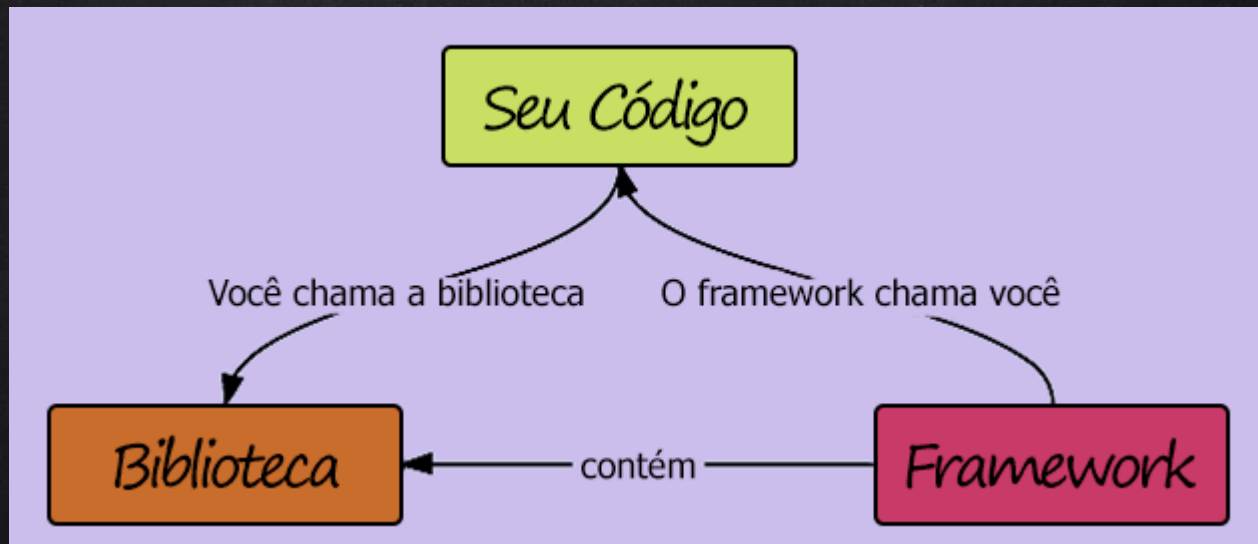 Seu Código
Você chama a biblioteca
O framework chama você
Biblioteca
contém
Framework